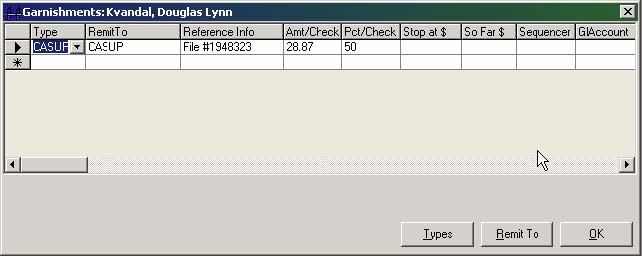 Garnishments: Kvandal, Douglas Lynn
Type RemitTo Reference Info Amt/Check Pct/Check Stop at $ So Far $ Sequencer GlAccount
CASUP CASUP File #1948323 28.87 50
Types Remit To OK